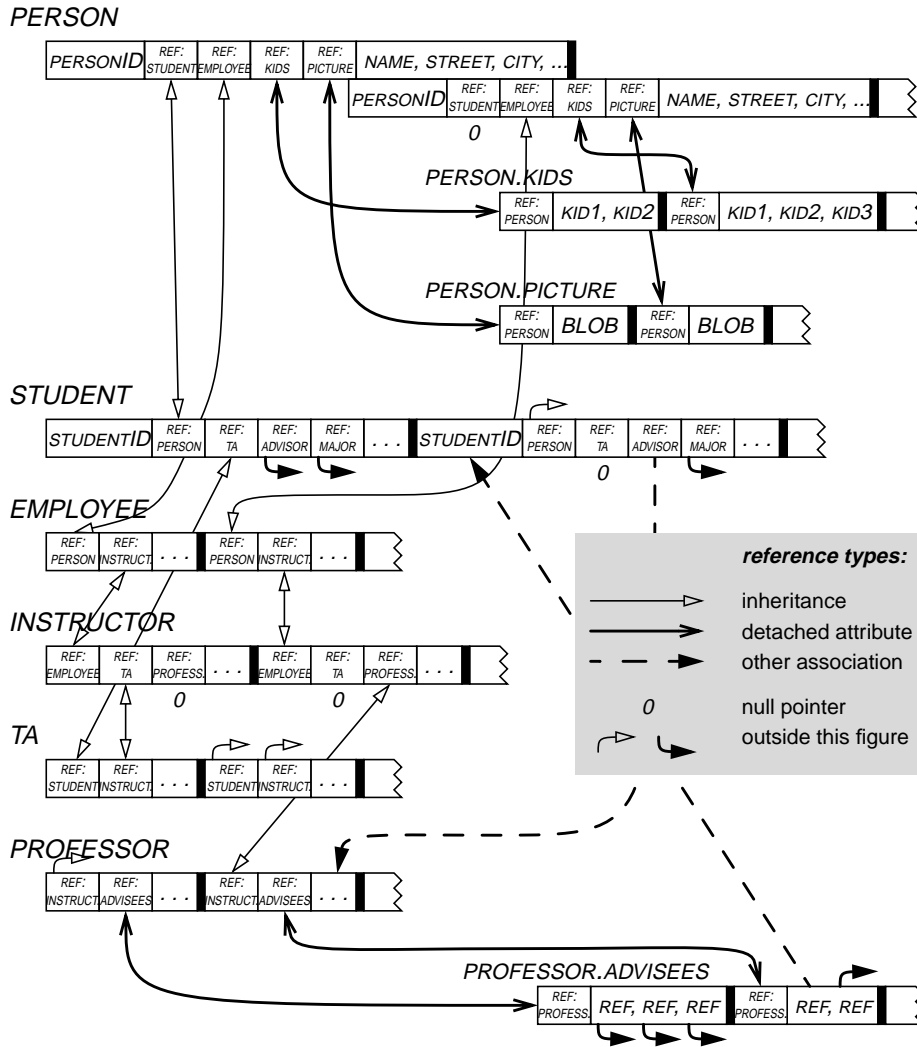 PERSON
PERSONID REF: STUDENT REF: EMPLOYEE REF: KIDS REF: PICTURE NAME, STREET, CITY, ...
PERSONID REF: STUDENT REF: EMPLOYEE REF: KIDS REF: PICTURE NAME, STREET, CITY, ...
0
PERSON.KIDS
REF: PERSON KID1, KID2 REF: PERSON KID1, KID2, KID3
PERSON.PICTURE
REF: PERSON BLOB REF: PERSON BLOB
STUDENT
STUDENTID REF: PERSON REF: TA REF: ADVISOR REF: MAJOR . . . STUDENTID REF: PERSON REF: TA REF: ADVISOR REF: MAJOR . . .
0
EMPLOYEE
REF: PERSON REF: INSTRUCT. . . . REF: PERSON REF: INSTRUCT. . . .
reference types:
inheritance
detached attribute
other association
0 null pointer
outside this figure
INSTRUCTOR
REF: EMPLOYEE REF: TA REF: PROFESS. . . . REF: EMPLOYEE REF: TA REF: PROFESS. . . .
0 0
TA
REF: STUDENT REF: INSTRUCT. . . . REF: STUDENT REF: INSTRUCT. . . .
PROFESSOR
REF: INSTRUCT. REF: ADVISEES . . . REF: INSTRUCT. REF: ADVISEES . . .
PROFESSOR.ADVISEES
REF: PROFESS. REF, REF, REF REF: PROFESS. REF, REF